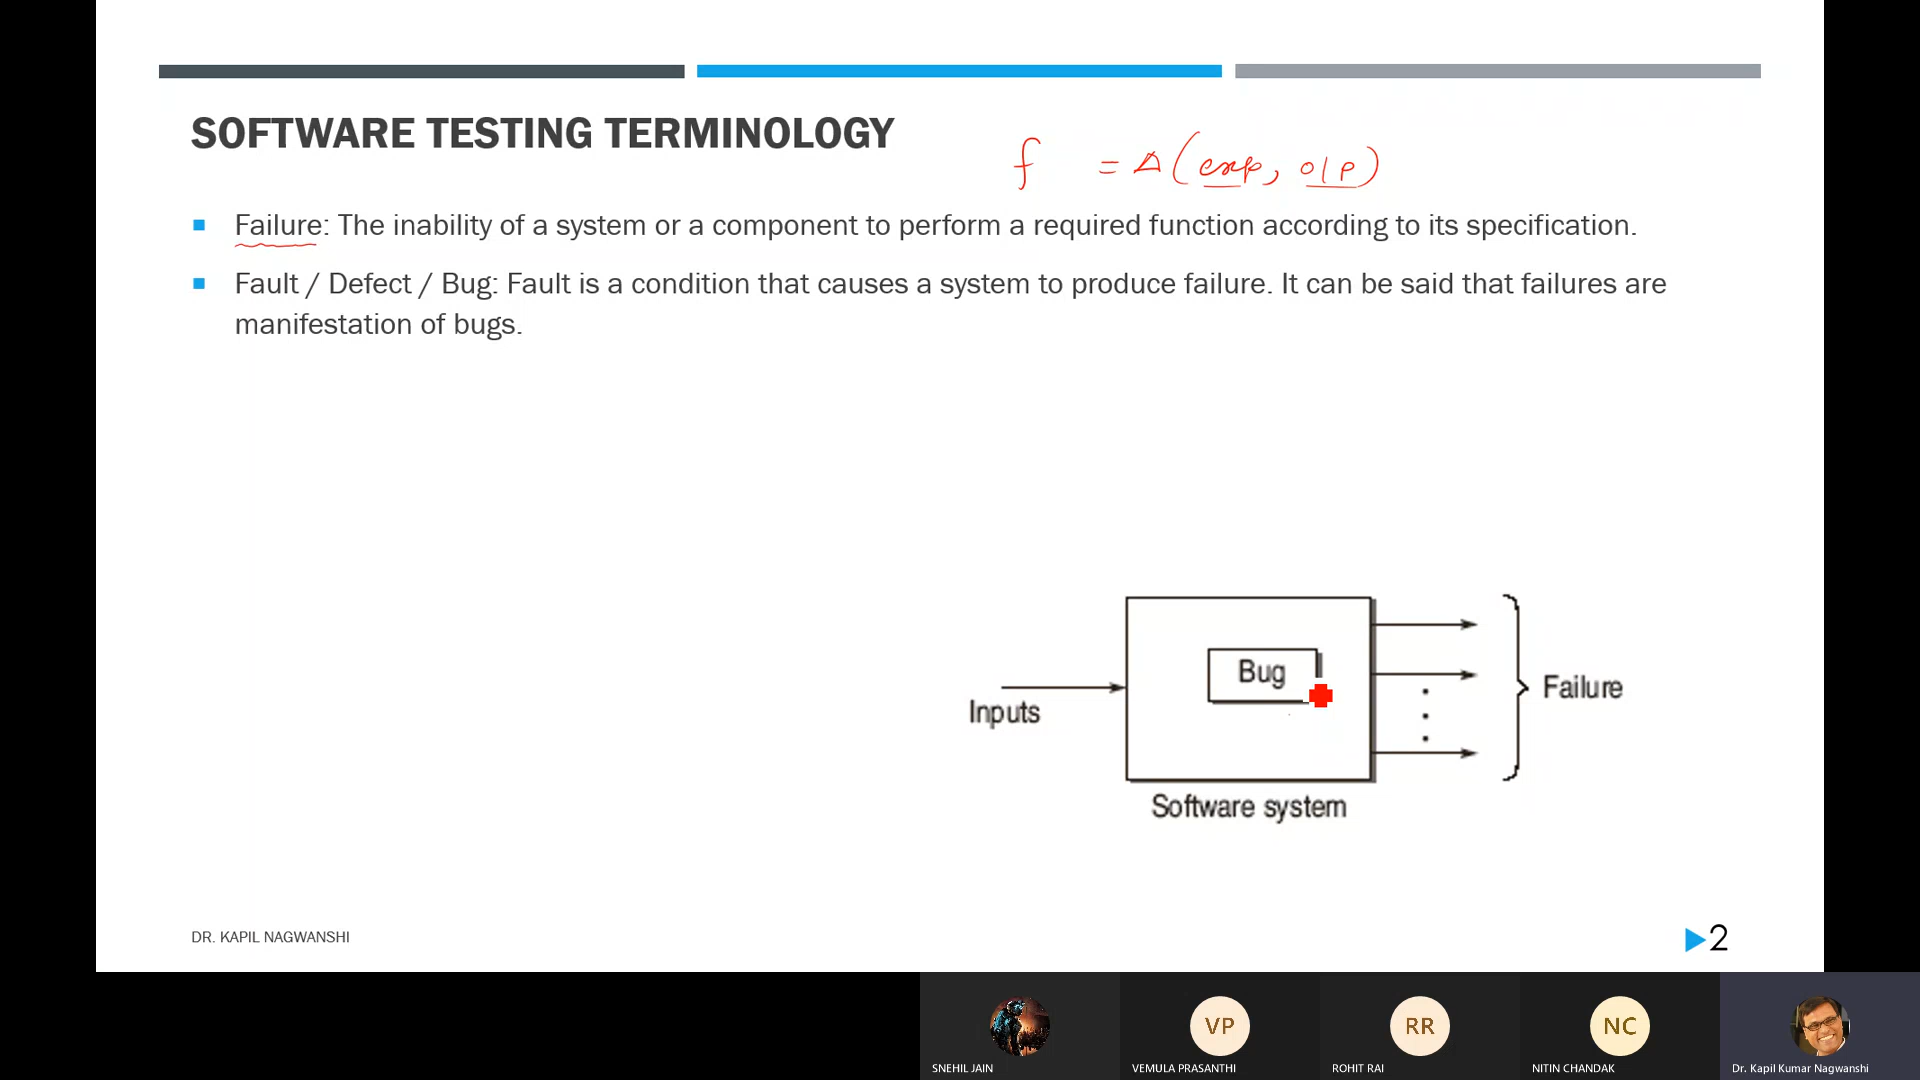 SOFTWARE TESTING TERMINOLOGY
f = Δ (exp, o/p)
Failure: The inability of a system or a component to perform a required function according to its specification.
Fault / Defect / Bug: Fault is a condition that causes a system to produce failure. It can be said that failures are
manifestation of bugs.
Bug
Inputs
Failure
Software system
DR. KAPIL NAGWANSHI
2
VP
RR
NC
SNEHIL JAIN
VEMULA PRASANTHI
ROHIT RAI
NITIN CHANDAK
Dr. Kapil Kumar Nagwanshi